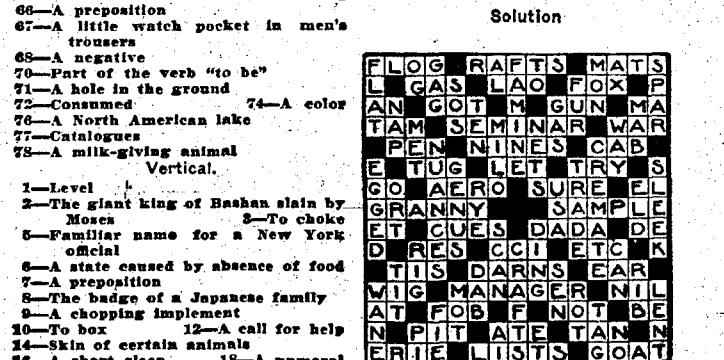 66—A preposition
67—A little watch pocket in men's
trousers
68—A negative
70—Part of the verb "to be"
71—A hole in the ground
72—Consumed 74—A color
76—A North American lake
77—Catalogues
78—A milk-giving animal
Vertical.
1—Level
2—The giant king of Bashan slain by
Moses 3—To choke
5—Familiar name for a New York
official
6—A state caused by absence of food
7—A preposition
8—The badge of a Japanese family
9—A chopping implement
10—To box 12—A call for help
14—Skin of certain animals
16—A short sleep 18—A numeral
Solution
FLOG RAFTS MATS
L GAS LAO FOX P
AN GOT M GUN MA
TAM SEMINAR WAR
PEN NINES CAB
E TUG LET TRY S
GO AERO SURE EL
GRANNY SAMPLE
ET CUES DADA DE
D RES CCI ETC K
TIS DARNS EAR
WIG MANAGER NIL
AT FOB F NOT BE
N PIT ATE TAN N
ERIE LISTS GOAT